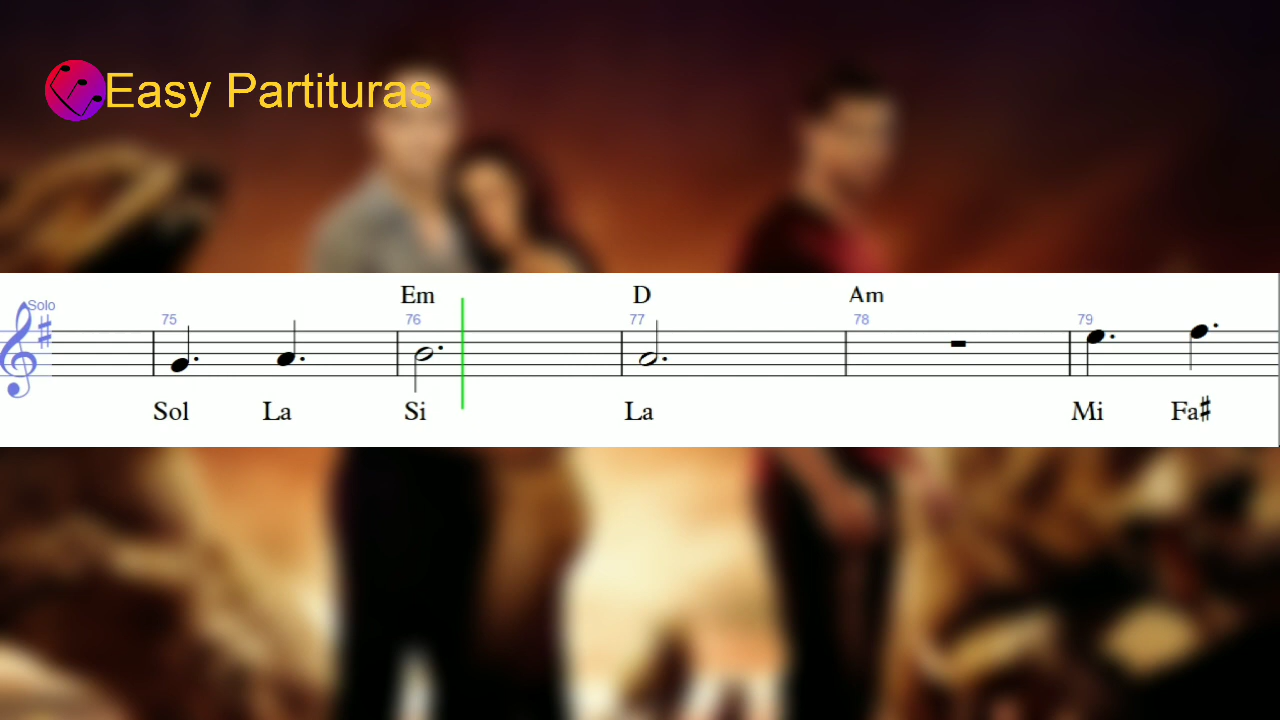 Easy Partituras
Em D Am
Solo 75 76 77 78 79
Sol La Si La Mi Fa♯